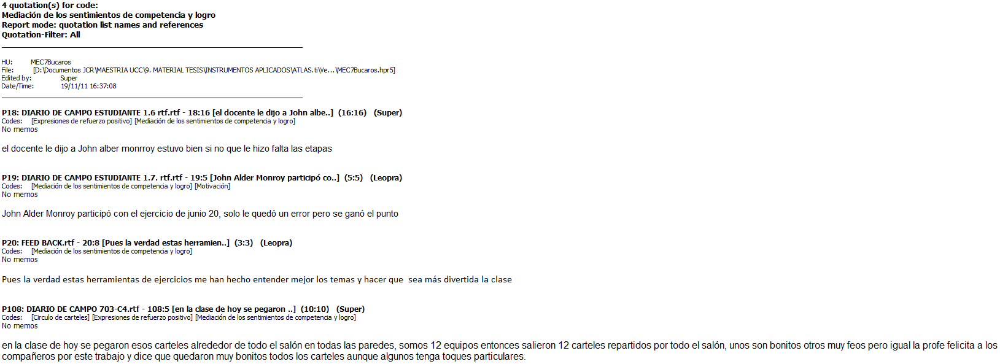 4 quotation(s) for code:
Mediación de los sentimientos de competencia y logro
Report mode: quotation list names and references
Quotation-Filter: All
HU: MEC7Bucaros
File: [D:\Documentos JCR\MAESTRIA UCC\9. MATERIAL TESIS\INSTRUMENTOS APLICADOS\ATLAS.ti\Ve...\MEC7Bucaros.hpr5]
Edited by: Super
Date/Time: 19/11/11 16:37:08
P18: DIARIO DE CAMPO ESTUDIANTE 1.6 rtf.rtf - 18:16 [el docente le dijo a John albe..] (16:16) (Super)
Codes: [Expresiones de refuerzo positivo] [Mediación de los sentimientos de competencia y logro]
No memos
el docente le dijo a John alber monrroy estuvo bien si no que le hizo falta las etapas
P19: DIARIO DE CAMPO ESTUDIANTE 1.7. rtf.rtf - 19:5 [John Alder Monroy participó co..] (5:5) (Leopra)
Codes: [Mediación de los sentimientos de competencia y logro] [Motivación]
No memos
John Alder Monroy participó con el ejercicio de junio 20, solo le quedó un error pero se ganó el punto
P20: FEED BACK.rtf - 20:8 [Pues la verdad estas herramien..] (3:3) (Leopra)
Codes: [Mediación de los sentimientos de competencia y logro]
No memos
Pues la verdad estas herramientas de ejercicios me han hecho entender mejor los temas y hacer que sea más divertida la clase
P108: DIARIO DE CAMPO 703-C4.rtf - 108:5 [en la clase de hoy se pegaron ..] (10:10) (Super)
Codes: [Circulo de carteles] [Expresiones de refuerzo positivo] [Mediación de los sentimientos de competencia y logro]
No memos
en la clase de hoy se pegaron esos carteles alrededor de todo el salón en todas las paredes, somos 12 equipos entonces salieron 12 carteles repartidos por todo el salón, unos son bonitos otros muy feos pero igual la profe felicita a los
compañeros por este trabajo y dice que quedaron muy bonitos todos los carteles aunque algunos tenga toques particulares.